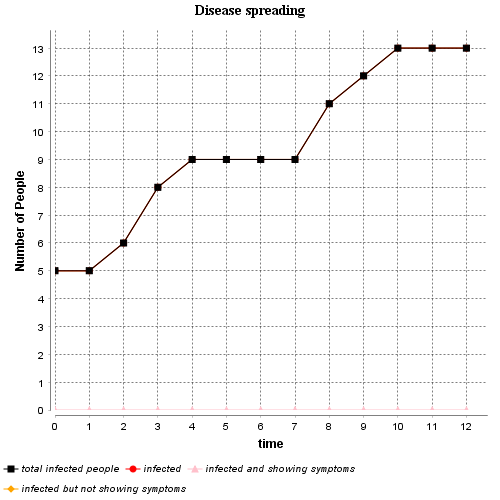 Disease spreading
13
12
11
10
9
8
7
6
5
4
3
2
1
0
Number of People
0 1 2 3 4 5 6 7 8 9 10 11 12
time
total infected people infected infected and showing symptoms
infected but not showing symptoms